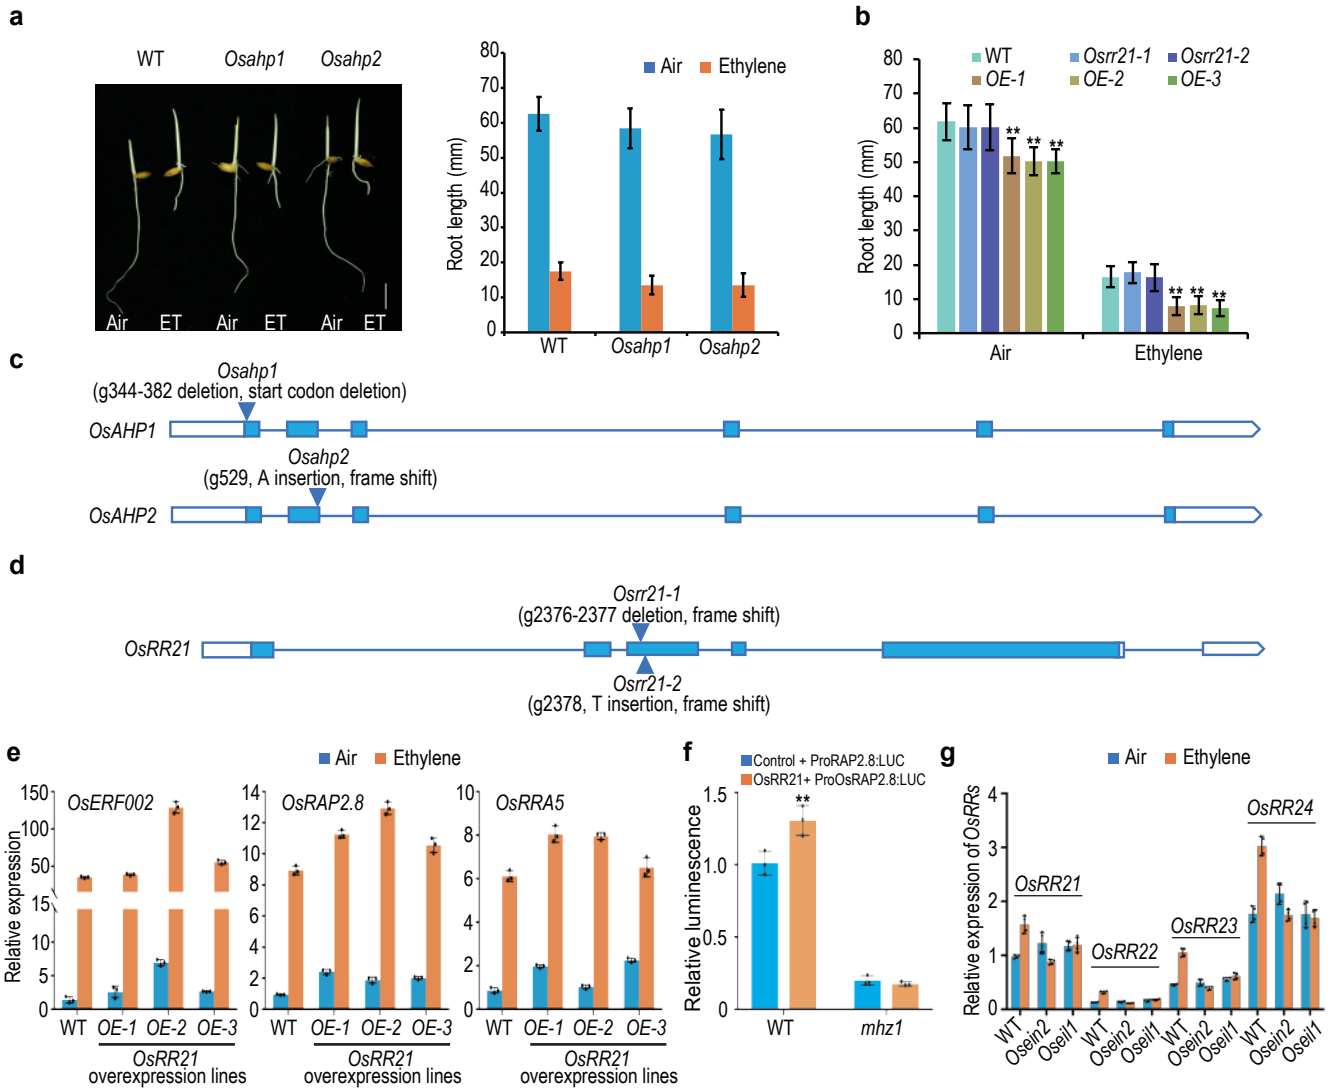 a
WT Osahp1 Osahp2
Air ET Air ET Air ET
Root length (mm)
80
70
60
50
40
30
20
10
0
Air Ethylene
WT Osahp1 Osahp2
b
Root length (mm)
80
70
60
50
40
30
20
10
0
WT Osrr21-1 Osrr21-2
OE-1 OE-2 OE-3
** ** **
** ** **
Air Ethylene
c
Osahp1
(g344-382 deletion, start codon deletion)
OsAHP1
Osahp2
(g529, A insertion, frame shift)
OsAHP2
d
Osrr21-1
(g2376-2377 deletion, frame shift)
OsRR21
Osrr21-2
(g2378, T insertion, frame shift)
e
Air Ethylene
Relative expression
150
100
50
15
10
5
0
OsERF002
WT OE-1 OE-2 OE-3
OsRR21
overexpression lines
14
12
10
8
6
4
2
0
OsRAP2.8
WT OE-1 OE-2 OE-3
OsRR21
overexpression lines
10
8
6
4
2
0
OsRRA5
WT OE-1 OE-2 OE-3
OsRR21
overexpression lines
f
Control + ProRAP2.8:LUC
OsRR21+ ProOsRAP2.8:LUC
Relative luminescence
1.5
1.0
0.5
0
**
WT mhz1
g
Air Ethylene
Relative expression of OsRRs
4
3
2
1
0
OsRR21
OsRR22
OsRR23
OsRR24
WT Osein2 Oseil1 WT Osein2 Oseil1 WT Osein2 Oseil1 WT Osein2 Oseil1